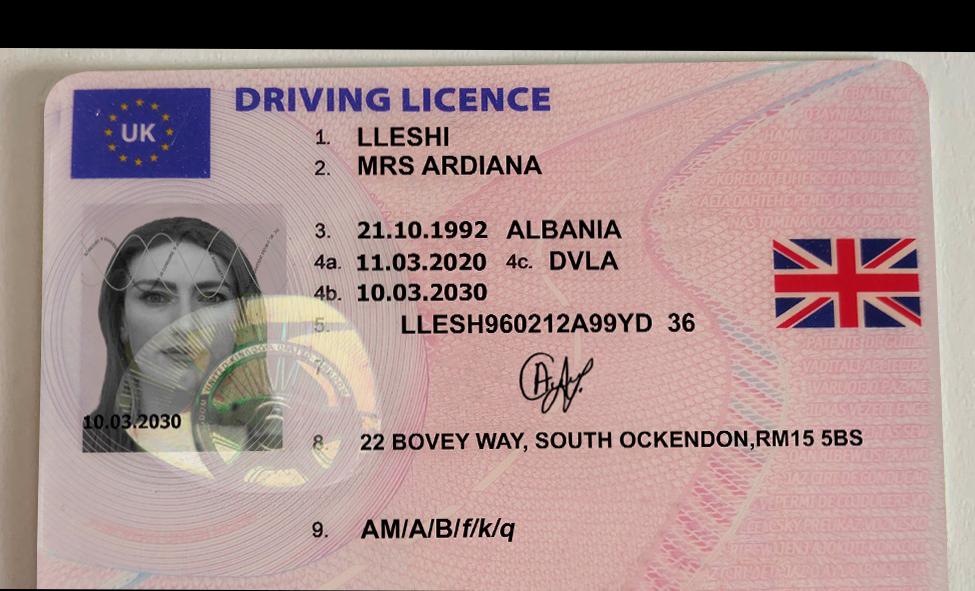 UK
DRIVING LICENCE
1. LLESHI
2. MRS ARDIANA
3. 21.10.1992 ALBANIA
4a. 11.03.2020 4c. DVLA
4b. 10.03.2030
5. LLESH960212A99YD 36
7.
10.03.2030
8. 22 BOVEY WAY, SOUTH OCKENDON,RM15 5BS
9. AM/A/B/f/k/q